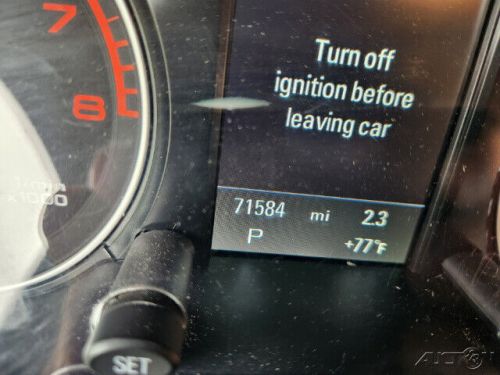 7
8
1/min
x1000
Turn off
ignition before
leaving car
71584 mi 2.3
P +77°F
SET